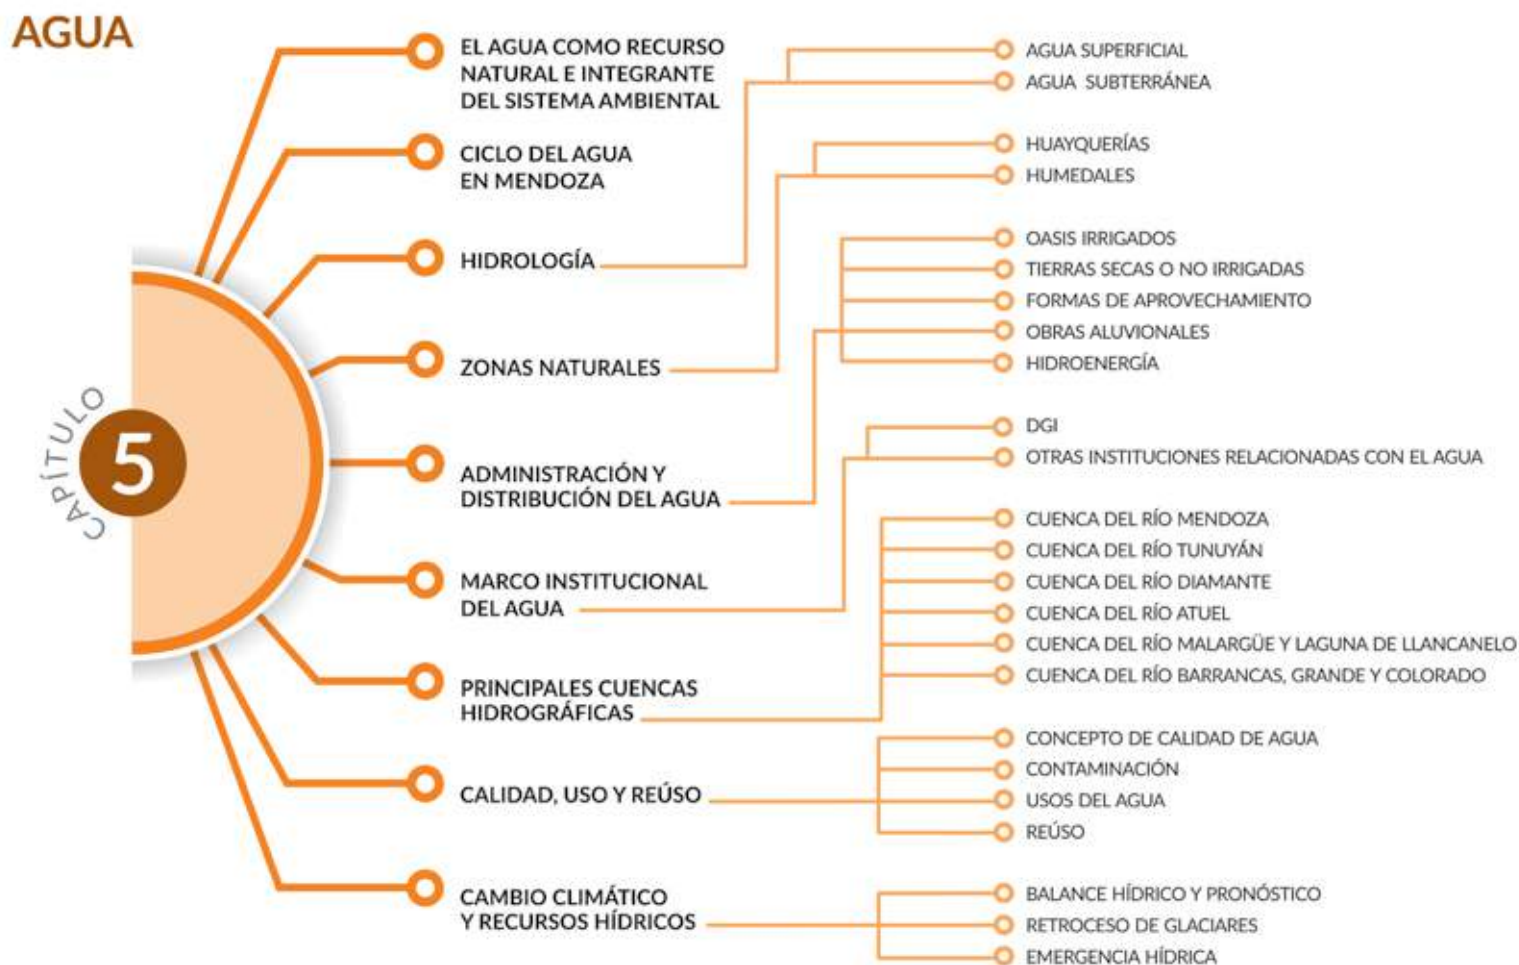 AGUA
CAPÍTULO
5
EL AGUA COMO RECURSO
NATURAL E INTEGRANTE
DEL SISTEMA AMBIENTAL
CICLO DEL AGUA
EN MENDOZA
HIDROLOGÍA
AGUA SUPERFICIAL
AGUA SUBTERRÁNEA
ZONAS NATURALES
HUAYQUERÍAS
HUMEDALES
ADMINISTRACIÓN Y
DISTRIBUCIÓN DEL AGUA
OASIS IRRIGADOS
TIERRAS SECAS O NO IRRIGADAS
FORMAS DE APROVECHAMIENTO
OBRAS ALUVIONALES
HIDROENERGÍA
MARCO INSTITUCIONAL
DEL AGUA
DGI
OTRAS INSTITUCIONES RELACIONADAS CON EL AGUA
PRINCIPALES CUENCAS
HIDROGRÁFICAS
CUENCA DEL RÍO MENDOZA
CUENCA DEL RÍO TUNUYÁN
CUENCA DEL RÍO DIAMANTE
CUENCA DEL RÍO ATUEL
CUENCA DEL RÍO MALARGÜE Y LAGUNA DE LLANCANELO
CUENCA DEL RÍO BARRANCAS, GRANDE Y COLORADO
CALIDAD, USO Y REÚSO
CONCEPTO DE CALIDAD DE AGUA
CONTAMINACIÓN
USOS DEL AGUA
REÚSO
CAMBIO CLIMÁTICO
Y RECURSOS HÍDRICOS
BALANCE HÍDRICO Y PRONÓSTICO
RETROCESO DE GLACIARES
EMERGENCIA HÍDRICA